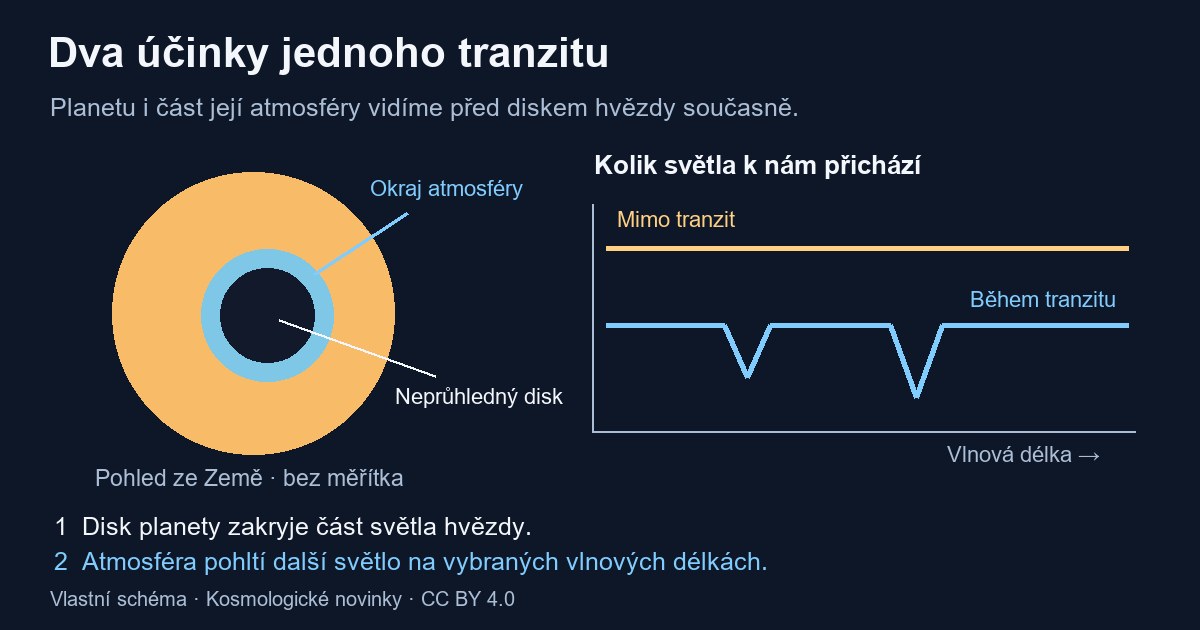 Dva účinky jednoho tranzitu
Planetu i část její atmosféry vidíme před diskem hvězdy současně.
Okraj atmosféry
Neprůhledný disk
Pohled ze Země · bez měřítka
Kolik světla k nám přichází
Mimo tranzit
Během tranzitu
Vlnová délka →
1 Disk planety zakryje část světla hvězdy.
2 Atmosféra pohltí další světlo na vybraných vlnových délkách.
Vlastní schéma · Kosmologické novinky · CC BY 4.0